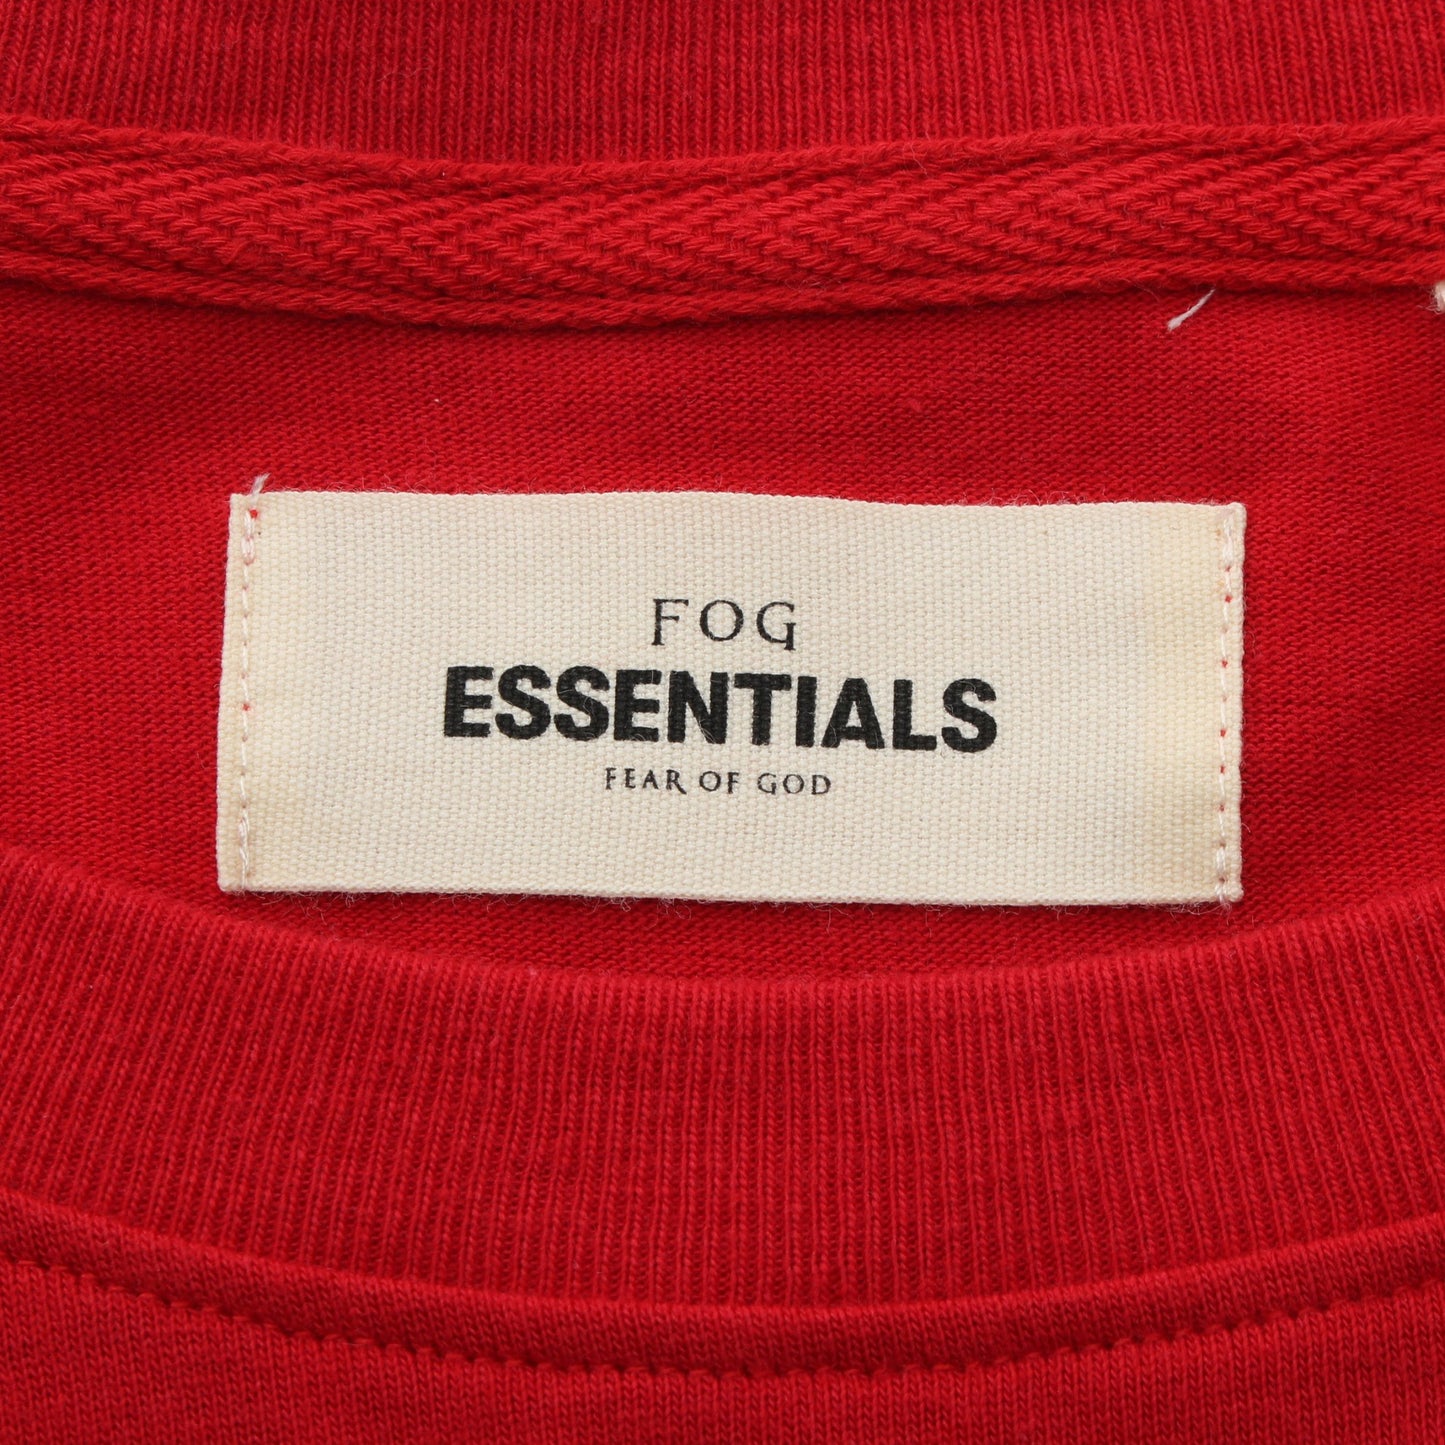 FOG
ESSENTIALS
FEAR OF GOD